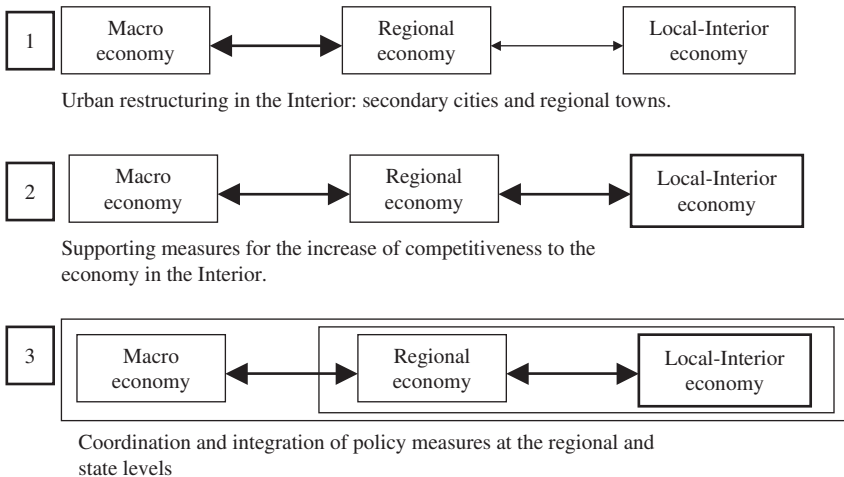 1
Macro economy
Regional economy
Local-Interior economy
Urban restructuring in the Interior: secondary cities and regional towns.
2
Macro economy
Regional economy
Local-Interior economy
Supporting measures for the increase of competitiveness to the
economy in the Interior.
3
Macro economy
Regional economy
Local-Interior economy
Coordination and integration of policy measures at the regional and
state levels